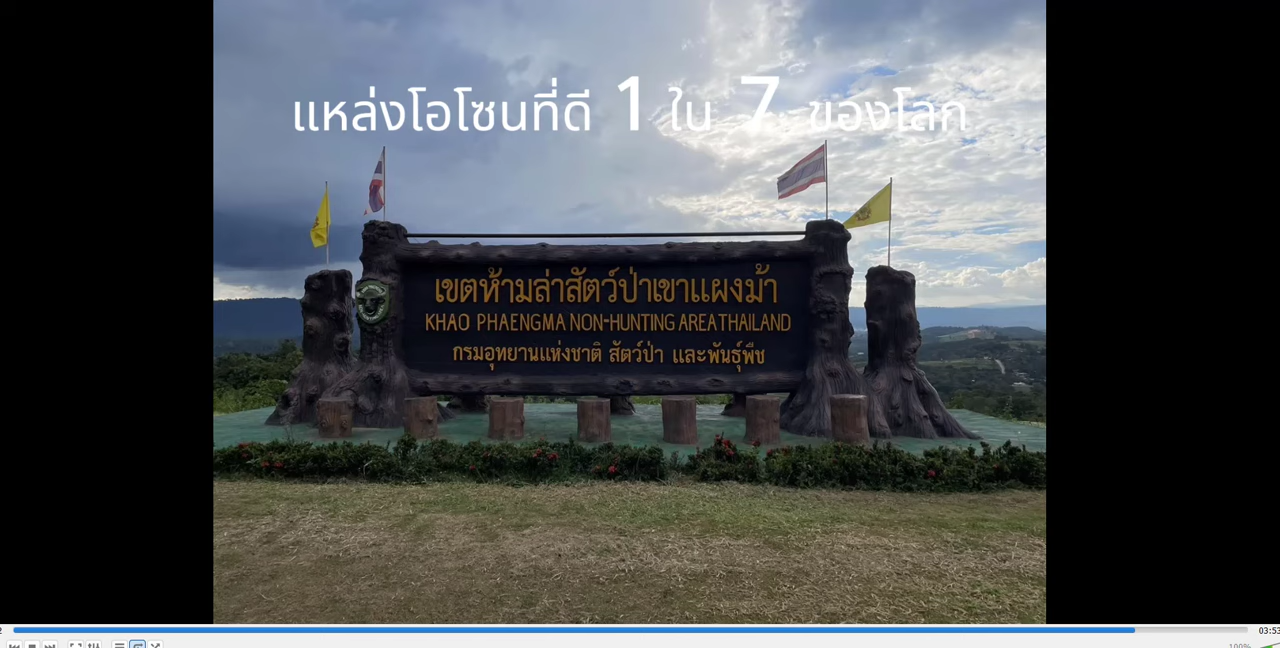 แหล่งโอโซนที่ดี 1 ใน 7 ของโลก
เขตห้ามล่าสัตว์ป่าเขาแผงม้า
KHAO PHAENGMA NON-HUNTING AREA THAILAND
กรมอุทยานแห่งชาติ สัตว์ป่า และพันธุ์พืช
03:53
100%